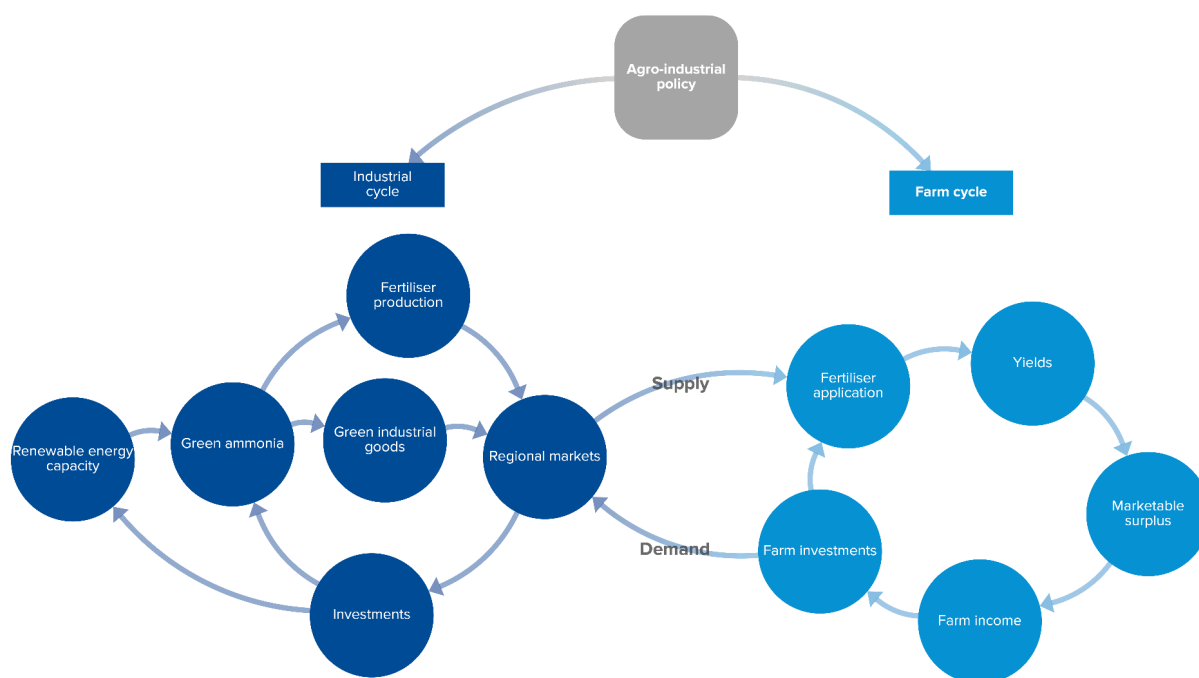 Agro-industrial
policy
Industrial
cycle
Farm cycle
Fertiliser
production
Renewable energy
capacity
Green ammonia
Green industrial
goods
Regional markets
Investments
Supply
Demand
Fertiliser
application
Yields
Marketable
surplus
Farm investments
Farm income